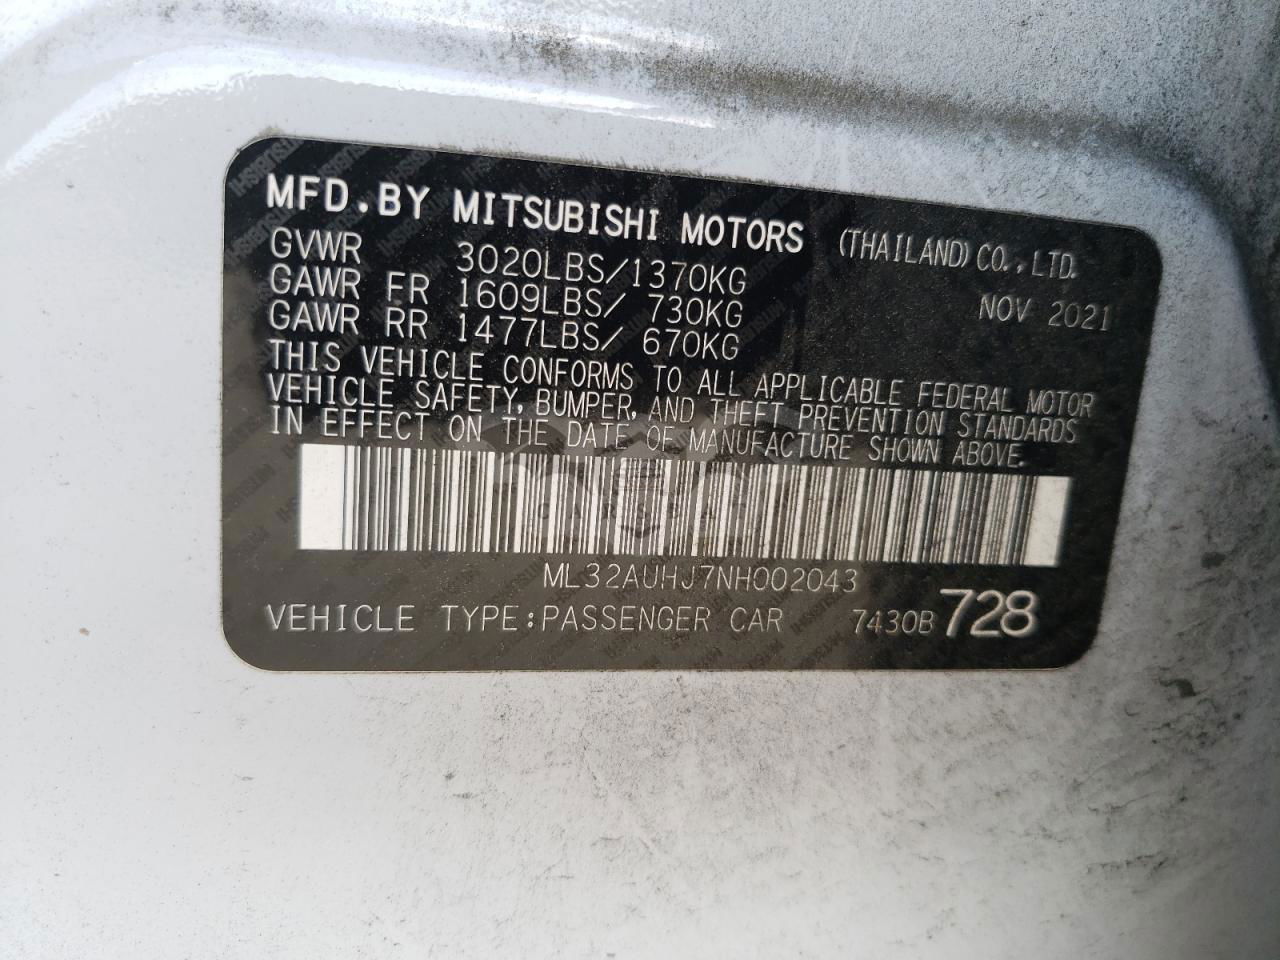 MFD.BY MITSUBISHI MOTORS (THAILAND) CO.,LTD.
GVWR 3020LBS/1370KG NOV 2021
GAWR FR 1609LBS/ 730KG
GAWR RR 1477LBS/ 670KG
THIS VEHICLE CONFORMS TO ALL APPLICABLE FEDERAL MOTOR
VEHICLE SAFETY, BUMPER, AND THEFT PREVENTION STANDARDS
IN EFFECT ON THE DATE OF MANUFACTURE SHOWN ABOVE.
ML32AUHJ7NH002043
VEHICLE TYPE:PASSENGER CAR 7430B 728